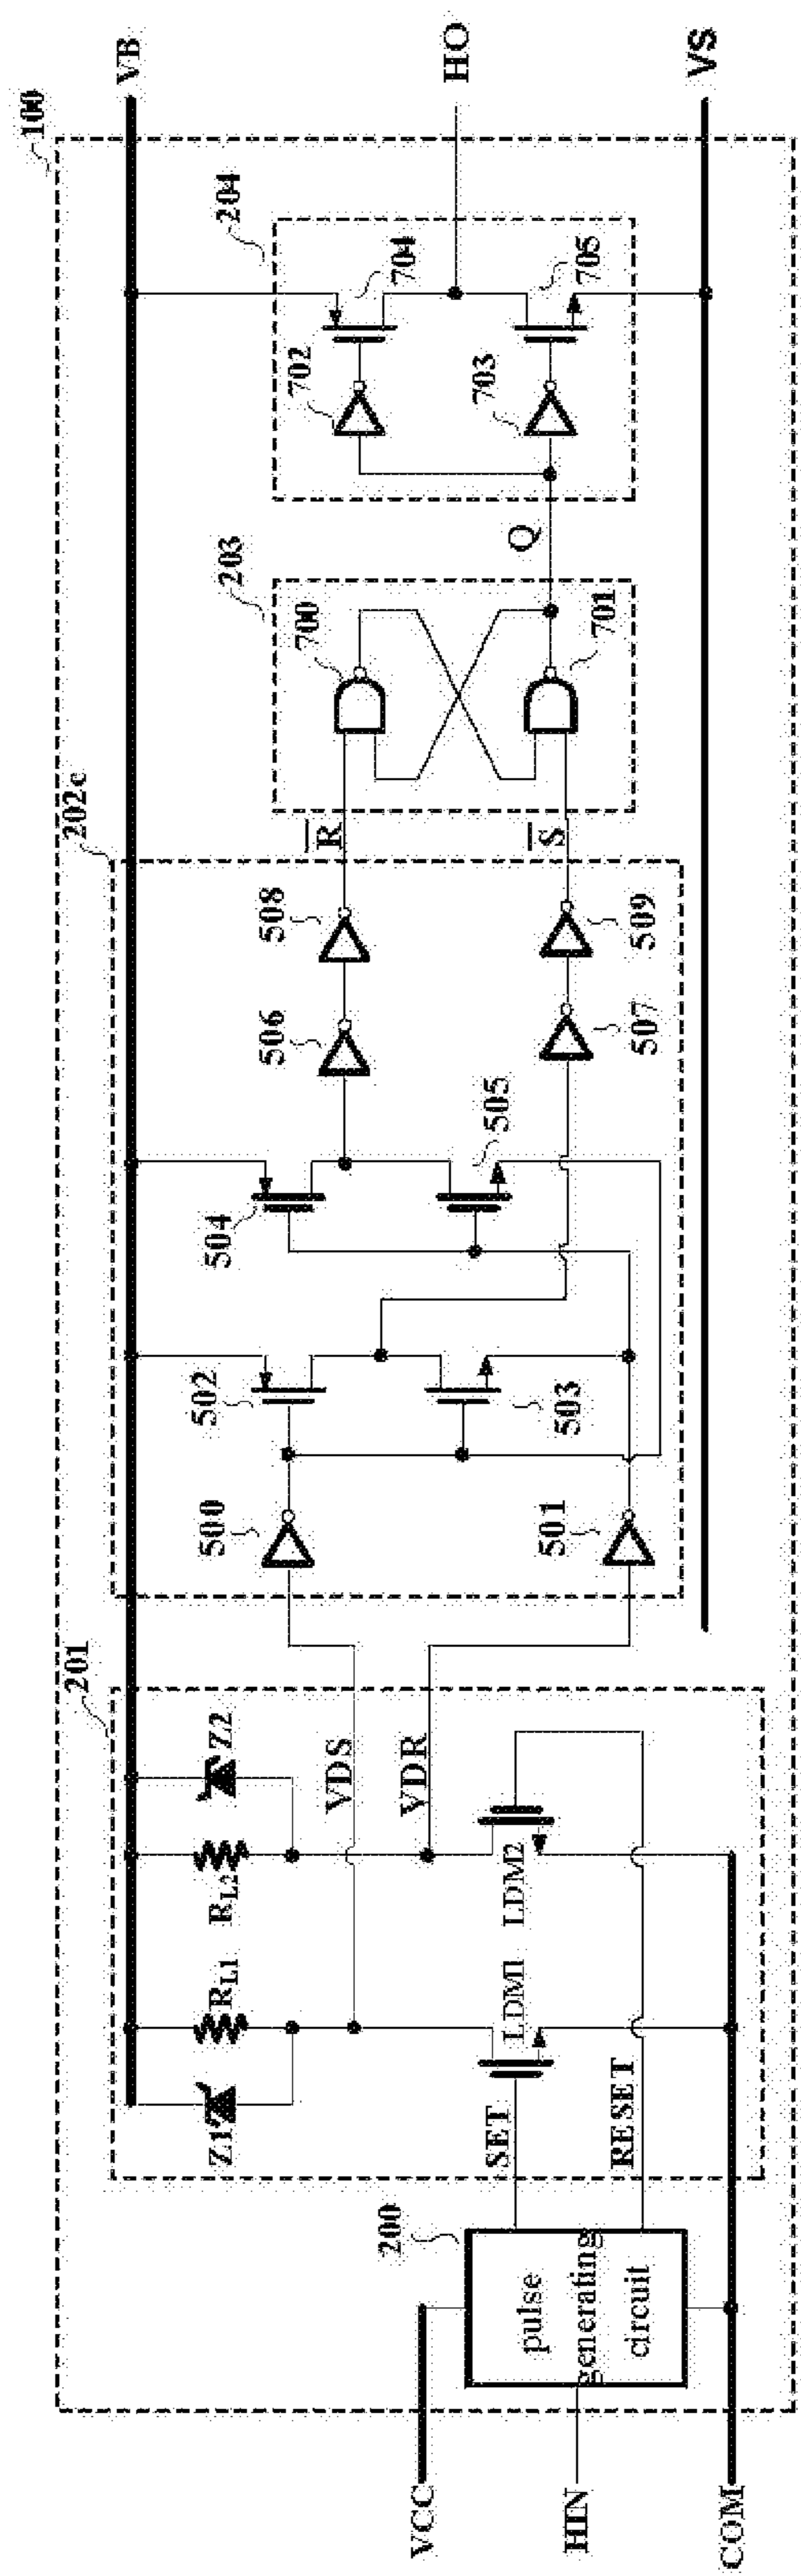 100
VB
HO
VS
204
704
702
705
703
Q
203
700
701
202c
R
S
508
509
506
507
505
504
502
503
500
501
201
Z2
VDS
VDR
RL2
LDM2
RL1
LDM1
Z1
SET
RESET
200
pulse
generating
circuit
VCC
HIN
COM